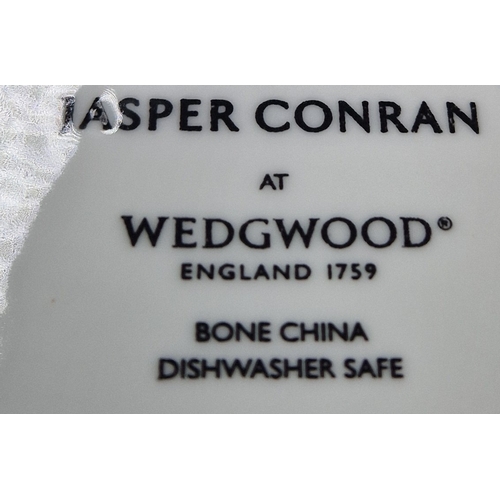 JASPER CONRAN
AT
WEDGWOOD®
ENGLAND 1759
BONE CHINA
DISHWASHER SAFE